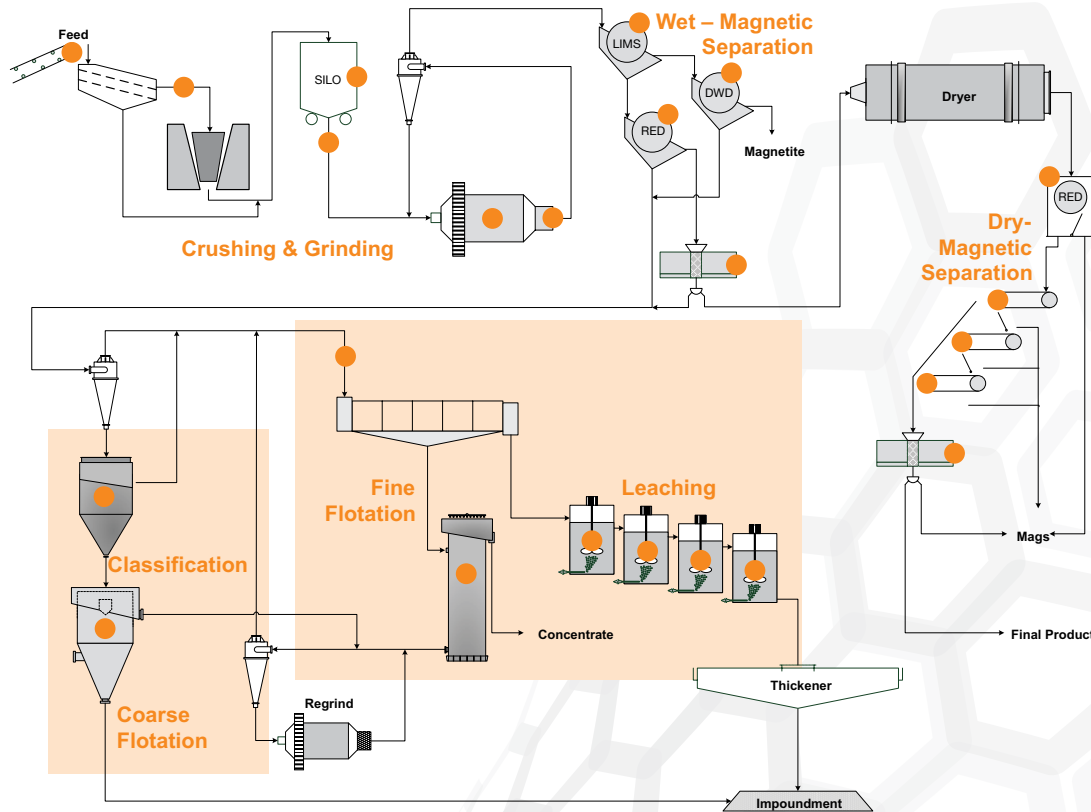 Feed
SILO
LIMS
Wet – Magnetic
Separation
DWD
RED
Magnetite
Dryer
RED
Crushing & Grinding
Dry-
Magnetic
Separation
Fine
Flotation
Leaching
Classification
Mags
Concentrate
Final Product
Thickener
Regrind
Coarse
Flotation
Impoundment